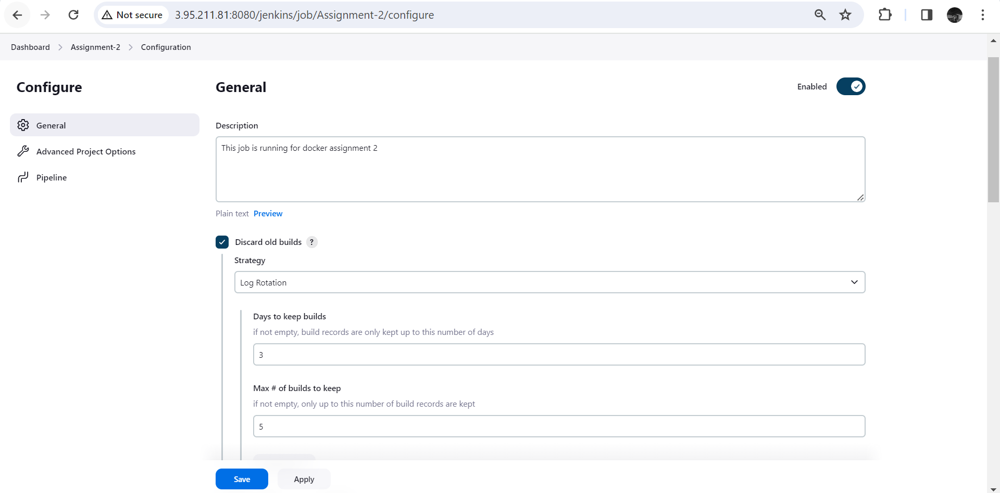 Not secure 3.95.211.81:8080/jenkins/job/Assignment-2/configure
Dashboard Assignment-2 Configuration
Configure
General
Advanced Project Options
Pipeline
General
Enabled
Description
This job is running for docker assignment 2
Plain text Preview
Discard old builds ?
Strategy
Log Rotation
Days to keep builds
if not empty, build records are only kept up to this number of days
3
Max # of builds to keep
if not empty, only up to this number of build records are kept
5
Save Apply